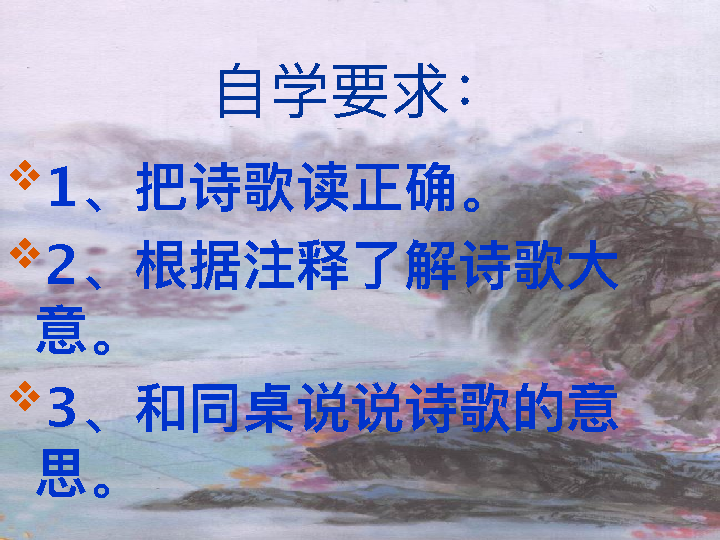 自学要求：
1、把诗歌读正确。
2、根据注释了解诗歌大
意。
3、和同桌说说诗歌的意
思。